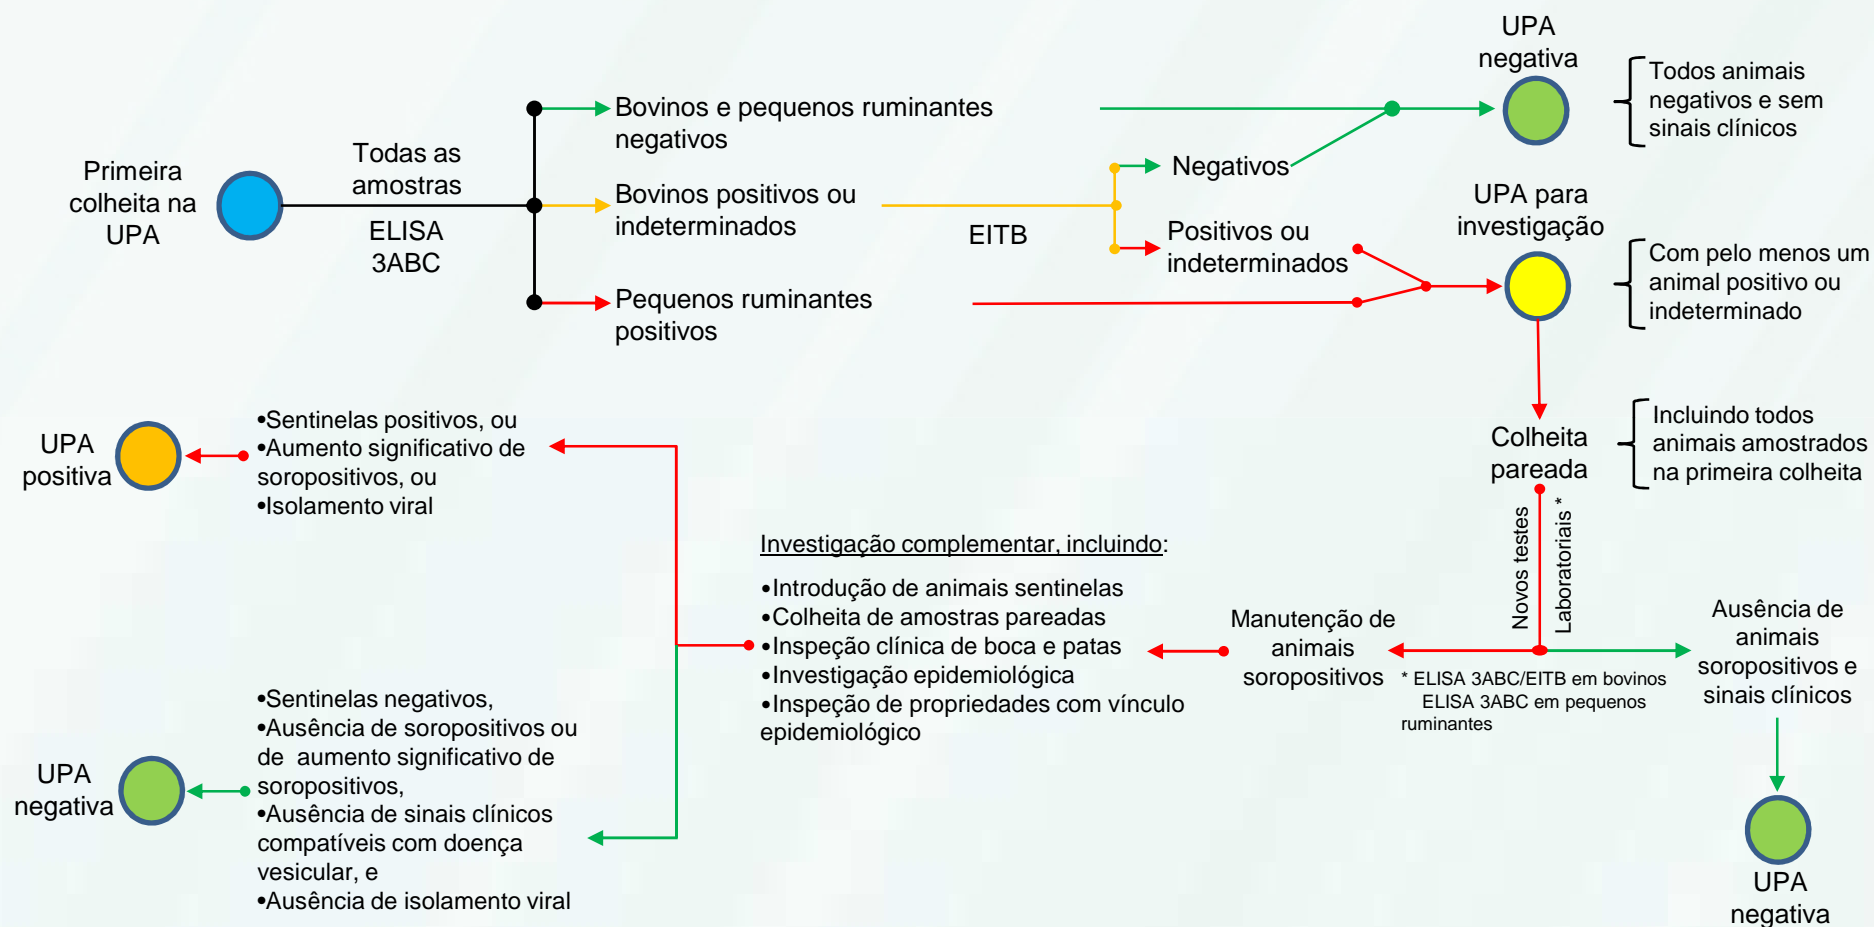 Primeira
colheita na
UPA
Todas as
amostras
ELISA
3ABC
Bovinos e pequenos ruminantes
negativos
Bovinos positivos ou
indeterminados
Pequenos ruminantes
positivos
EITB
Negativos
Positivos ou
indeterminados
UPA
negativa
Todos animais
negativos e sem
sinais clínicos
UPA para
investigação
Com pelo menos um
animal positivo ou
indeterminado
Colheita
pareada
Incluindo todos
animais amostrados
na primeira colheita
Novos testes
Laboratoriais *
* ELISA 3ABC/EITB em bovinos
ELISA 3ABC em pequenos
ruminantes
Ausência de
animais
soropositivos e
sinais clínicos
UPA
negativa
Manutenção de
animais
soropositivos
Investigação complementar, incluindo:
•Introdução de animais sentinelas
•Colheita de amostras pareadas
•Inspeção clínica de boca e patas
•Investigação epidemiológica
•Inspeção de propriedades com vínculo
epidemiológico
•Sentinelas positivos, ou
•Aumento significativo de
soropositivos, ou
•Isolamento viral
UPA
positiva
•Sentinelas negativos,
•Ausência de soropositivos ou
de aumento significativo de
soropositivos,
•Ausência de sinais clínicos
compatíveis com doença
vesicular, e
•Ausência de isolamento viral
UPA
negativa